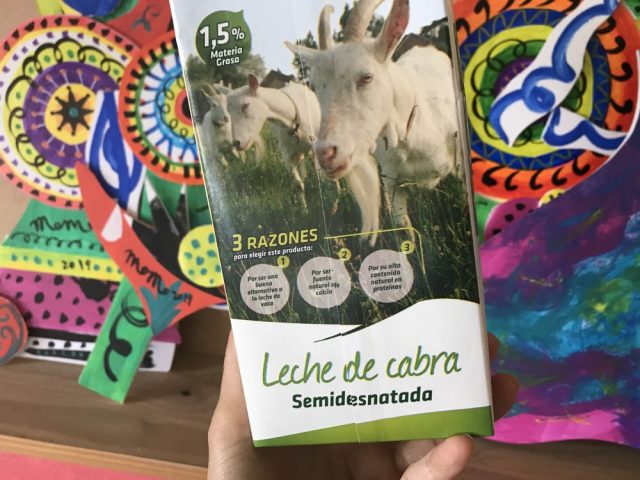 1,5%
Materia
Grasa
3 RAZONES
para elegir este producto:
1
Por ser una
buena
alternativa a
la leche de
vaca
2
Por ser
fuente
natural de
calcio
3
Por su alto
contenido
natural en
proteínas
Leche de cabra
Semidesnatada
2019